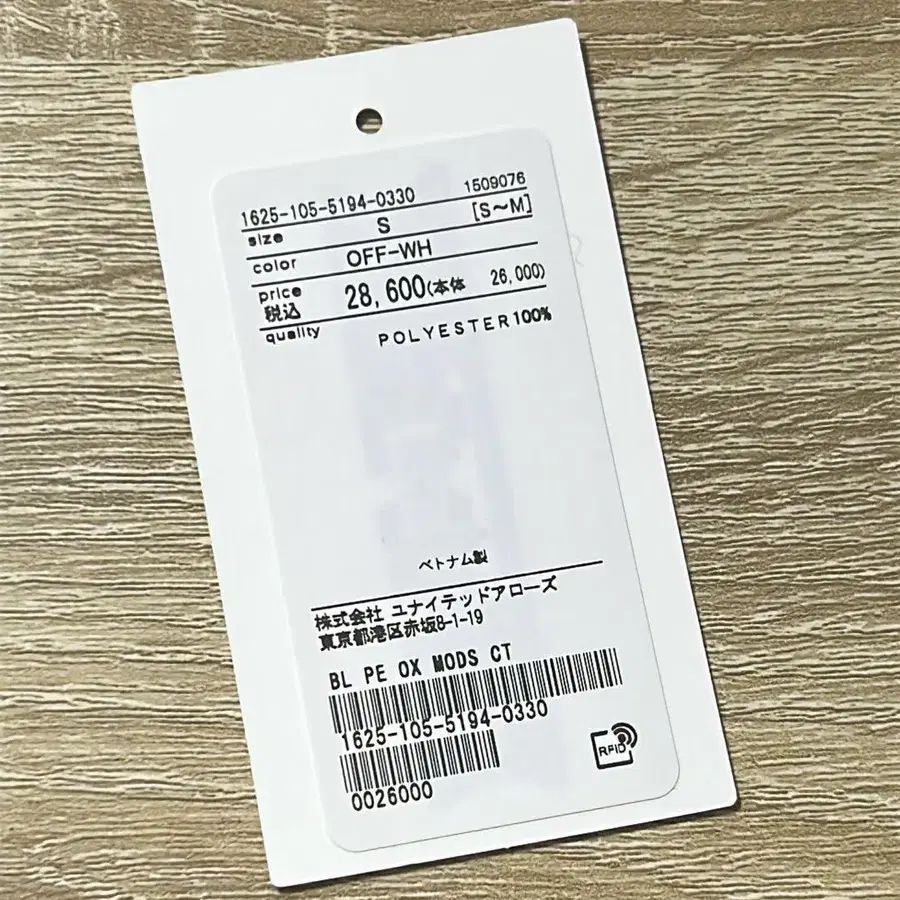 1625-105-5194-0330 1509076
size S [S~M]
color OFF-WH
price
税込 28,600(本体 26,000)
quality POLYESTER100%
ベトナム製
株式会社 ユナイテッドアローズ
東京都港区赤坂8-1-19
BL PE OX MODS CT
1625-105-5194-0330
0026000
RFID